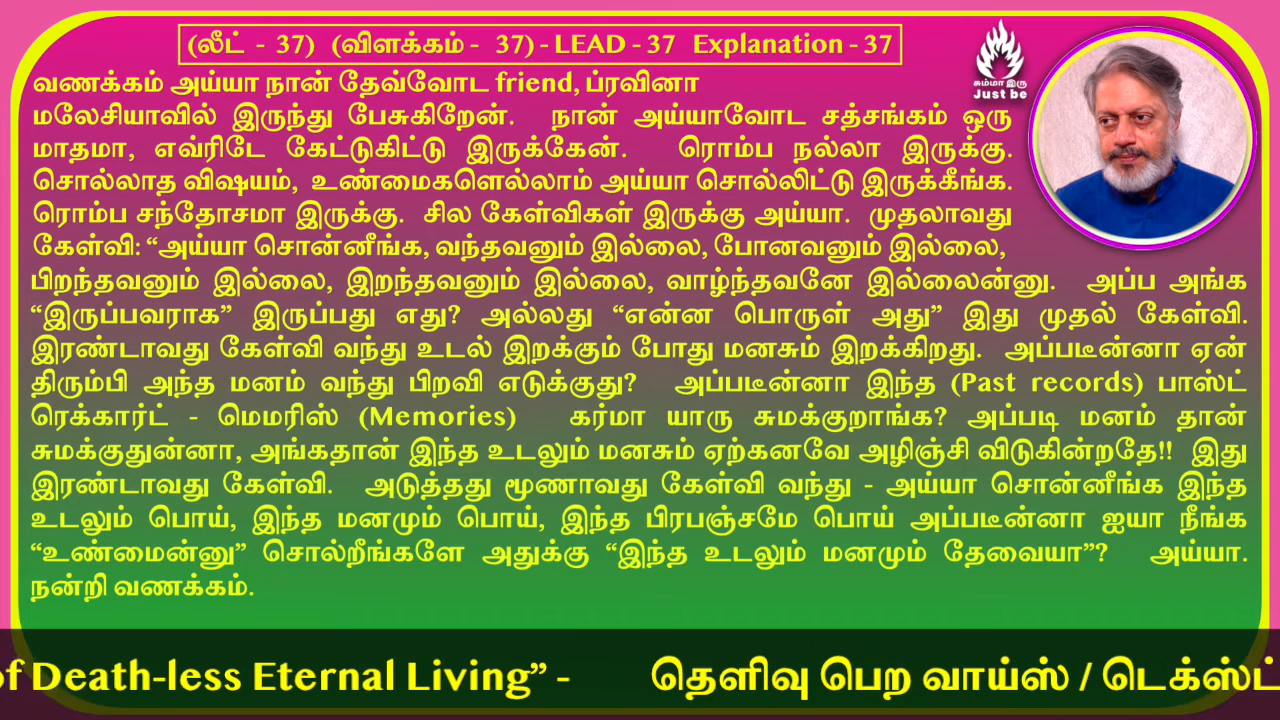 (லீட் - 37) (விளக்கம் - 37) - LEAD - 37 Explanation - 37
சும்மா இரு
Just be
வணக்கம் அய்யா நான் தேவ்வோட friend, ப்ரவினா
மலேசியாவில் இருந்து பேசுகிறேன். நான் அய்யாவோட சத்சங்கம் ஒரு
மாதமா, எவ்ரிடே கேட்டுகிட்டு இருக்கேன். ரொம்ப நல்லா இருக்கு.
சொல்லாத விஷயம், உண்மைகளெல்லாம் அய்யா சொல்லிட்டு இருக்கீங்க.
ரொம்ப சந்தோசமா இருக்கு. சில கேள்விகள் இருக்கு அய்யா. முதலாவது
கேள்வி: “அய்யா சொன்னீங்க, வந்தவனும் இல்லை, போனவனும் இல்லை,
பிறந்தவனும் இல்லை, இறந்தவனும் இல்லை, வாழ்ந்தவனே இல்லைன்னு. அப்ப அங்க
“இருப்பவராக” இருப்பது எது? அல்லது “என்ன பொருள் அது” இது முதல் கேள்வி.
இரண்டாவது கேள்வி வந்து உடல் இறக்கும் போது மனசும் இறக்கிறது. அப்படீன்னா ஏன்
திரும்பி அந்த மனம் வந்து பிறவி எடுக்குது? அப்படீன்னா இந்த (Past records) பாஸ்ட்
ரெக்கார்ட் - மெமரிஸ் (Memories) கர்மா யாரு சுமக்குறாங்க? அப்படி மனம் தான்
சுமக்குதுன்னா, அங்கதான் இந்த உடலும் மனசும் ஏற்கனவே அழிஞ்சி விடுகின்றதே!! இது
இரண்டாவது கேள்வி. அடுத்தது மூணாவது கேள்வி வந்து - அய்யா சொன்னீங்க இந்த
உடலும் பொய், இந்த மனமும் பொய், இந்த பிரபஞ்சமே பொய் அப்படீன்னா ஐயா நீங்க
“உண்மைன்னு” சொல்றீங்களே அதுக்கு “இந்த உடலும் மனமும் தேவையா”? அய்யா.
நன்றி வணக்கம்.
of Death-less Eternal Living” - தெளிவு பெற வாய்ஸ் / டெக்ஸ்ட்